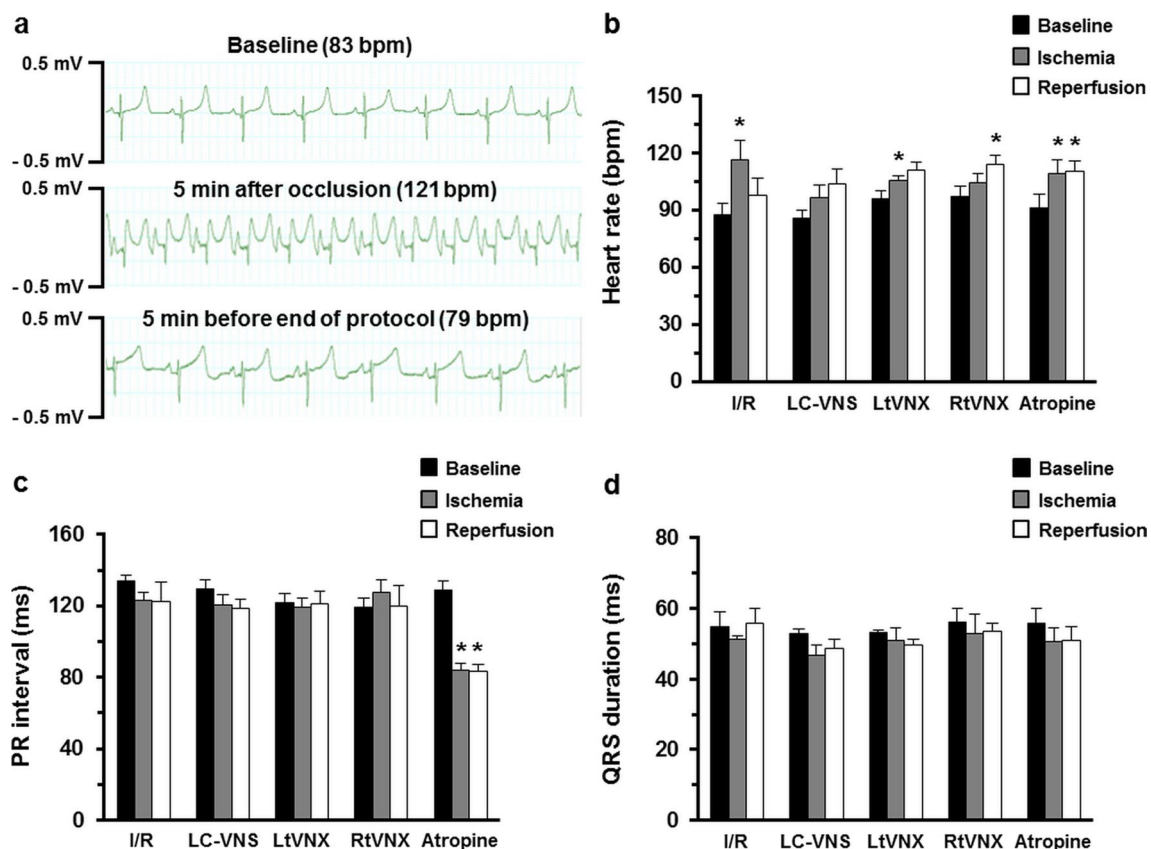 a
Baseline (83 bpm)
0.5 mV
- 0.5 mV
5 min after occlusion (121 bpm)
0.5 mV
- 0.5 mV
5 min before end of protocol (79 bpm)
0.5 mV
- 0.5 mV
b
Baseline
Ischemia
Reperfusion
Heart rate (bpm)
150
120
90
60
30
0
* * * * *
I/R LC-VNS LtVNX RtVNX Atropine
c
Baseline
Ischemia
Reperfusion
PR interval (ms)
160
120
80
40
0
* *
I/R LC-VNS LtVNX RtVNX Atropine
d
Baseline
Ischemia
Reperfusion
QRS duration (ms)
80
60
40
20
0
I/R LC-VNS LtVNX RtVNX Atropine